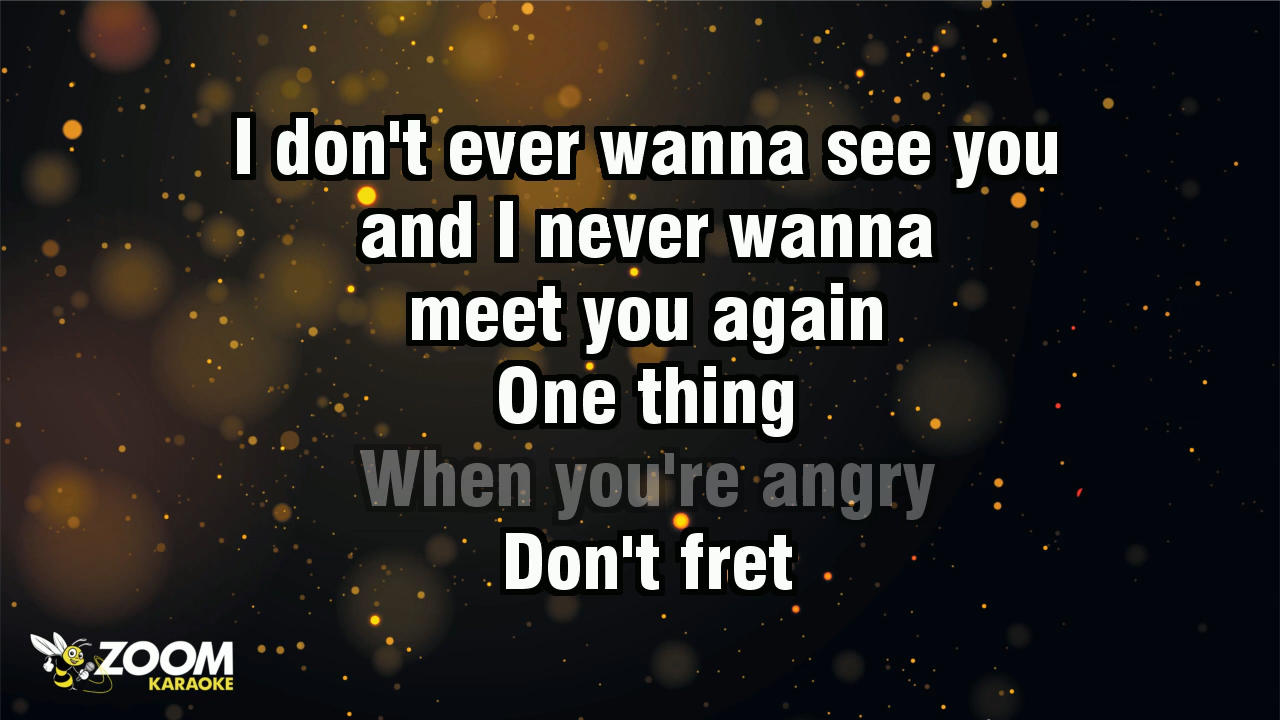 I don't ever wanna see you
and I never wanna
meet you again
One thing
When you're angry
Don't fret
ZOOM
KARAOKE